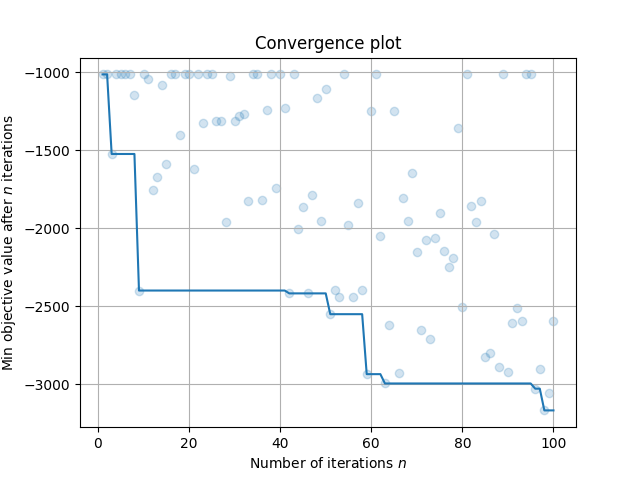 Convergence plot
Min objective value after n iterations
−1000
−1500
−2000
−2500
−3000
0 20 40 60 80 100
Number of iterations n